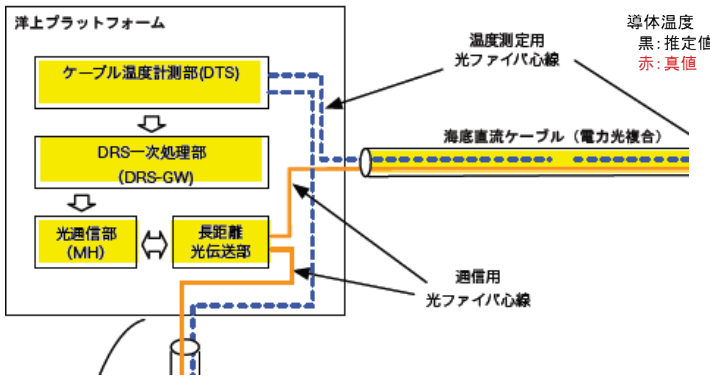 洋上プラットフォーム
ケーブル温度計測部(DTS)
DRS一次処理部
(DRS-GW)
光通信部
(MH)
長距離
光伝送部
温度測定用
光ファイバ心線
海底直流ケーブル（電力光複合）
通信用
光ファイバ心線
導体温度
黒:推定値
赤:真値